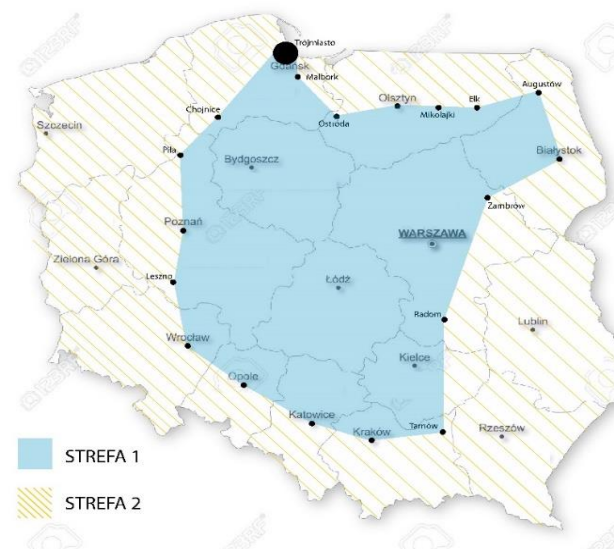 Trójmiasto
Gdańsk
Malbork
Augustów
Olsztyn
Ełk
Mikołajki
Chojnice
Ostróda
Szczecin
Piła
Bydgoszcz
Białystok
Zambrów
Poznań
WARSZAWA
Zielona Góra
Leszno
Łódź
Radom
Lublin
Wrocław
Kielce
Opole
Katowice
Kraków
Tarnów
Rzeszów
STREFA 1
STREFA 2